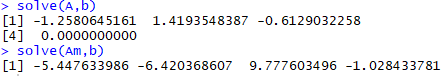 > solve(A,b)
[1] -1.2580645161 1.4193548387 -0.6129032258
[4] 0.0000000000
> solve(Am,b)
[1] -5.447633986 -6.420368607 9.777603496 -1.028433781